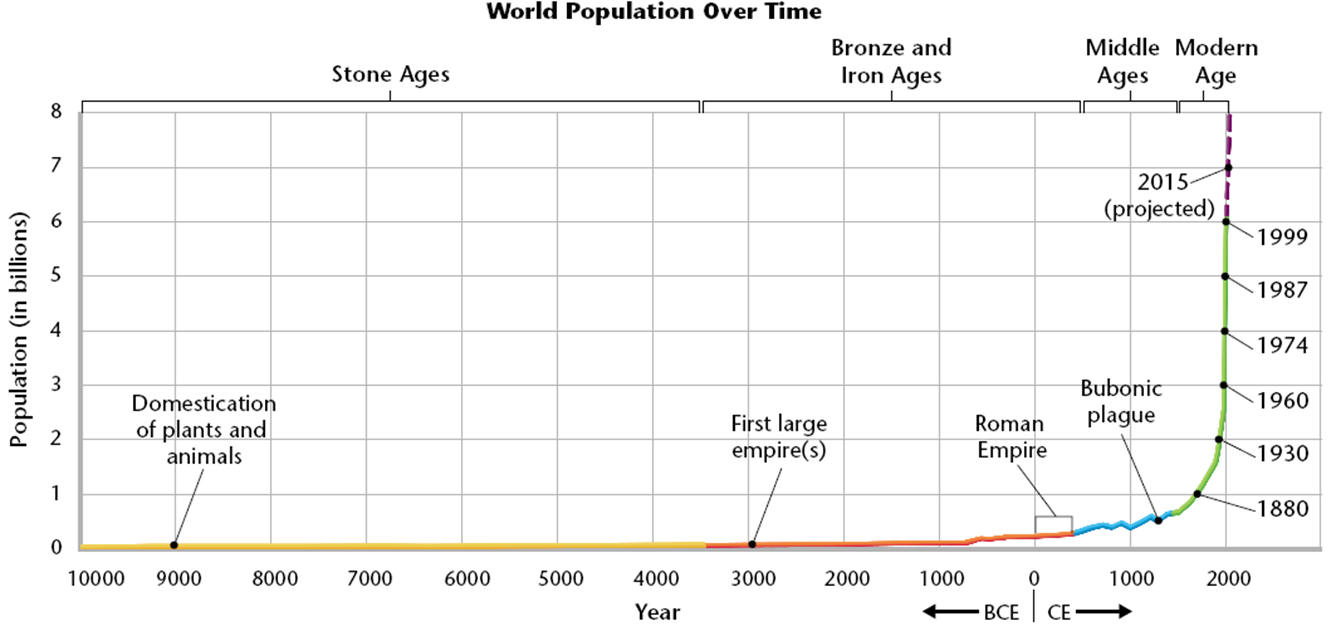 World Population Over Time
Stone Ages
Bronze and
Iron Ages
Middle
Ages
Modern
Age
Population (in billions)
8
7
6
5
4
3
2
1
0
Domestication
of plants and
animals
First large
empire(s)
Roman
Empire
Bubonic
plague
2015
(projected)
1999
1987
1974
1960
1930
1880
10000 9000 8000 7000 6000 5000 4000 3000 2000 1000 0 1000 2000
Year
BCE CE